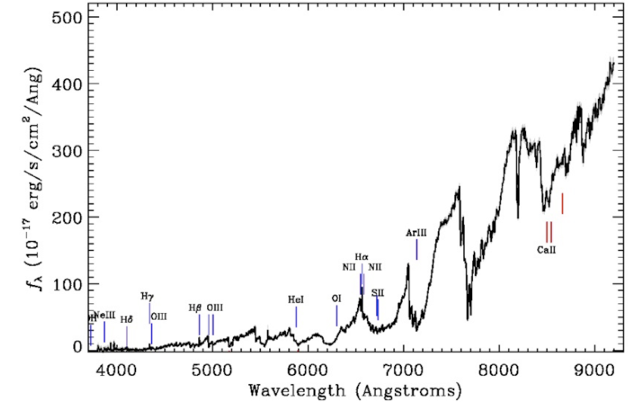 500
400
300
200
100
0
fλ (10⁻¹⁷ erg/s/cm²/Ang)
NeIII
Hδ
Hγ
OIII
Hβ
OIII
HeI
OI
NII
Hα
NII
SII
ArIII
CaII
4000
5000
6000
7000
8000
9000
Wavelength (Angstroms)